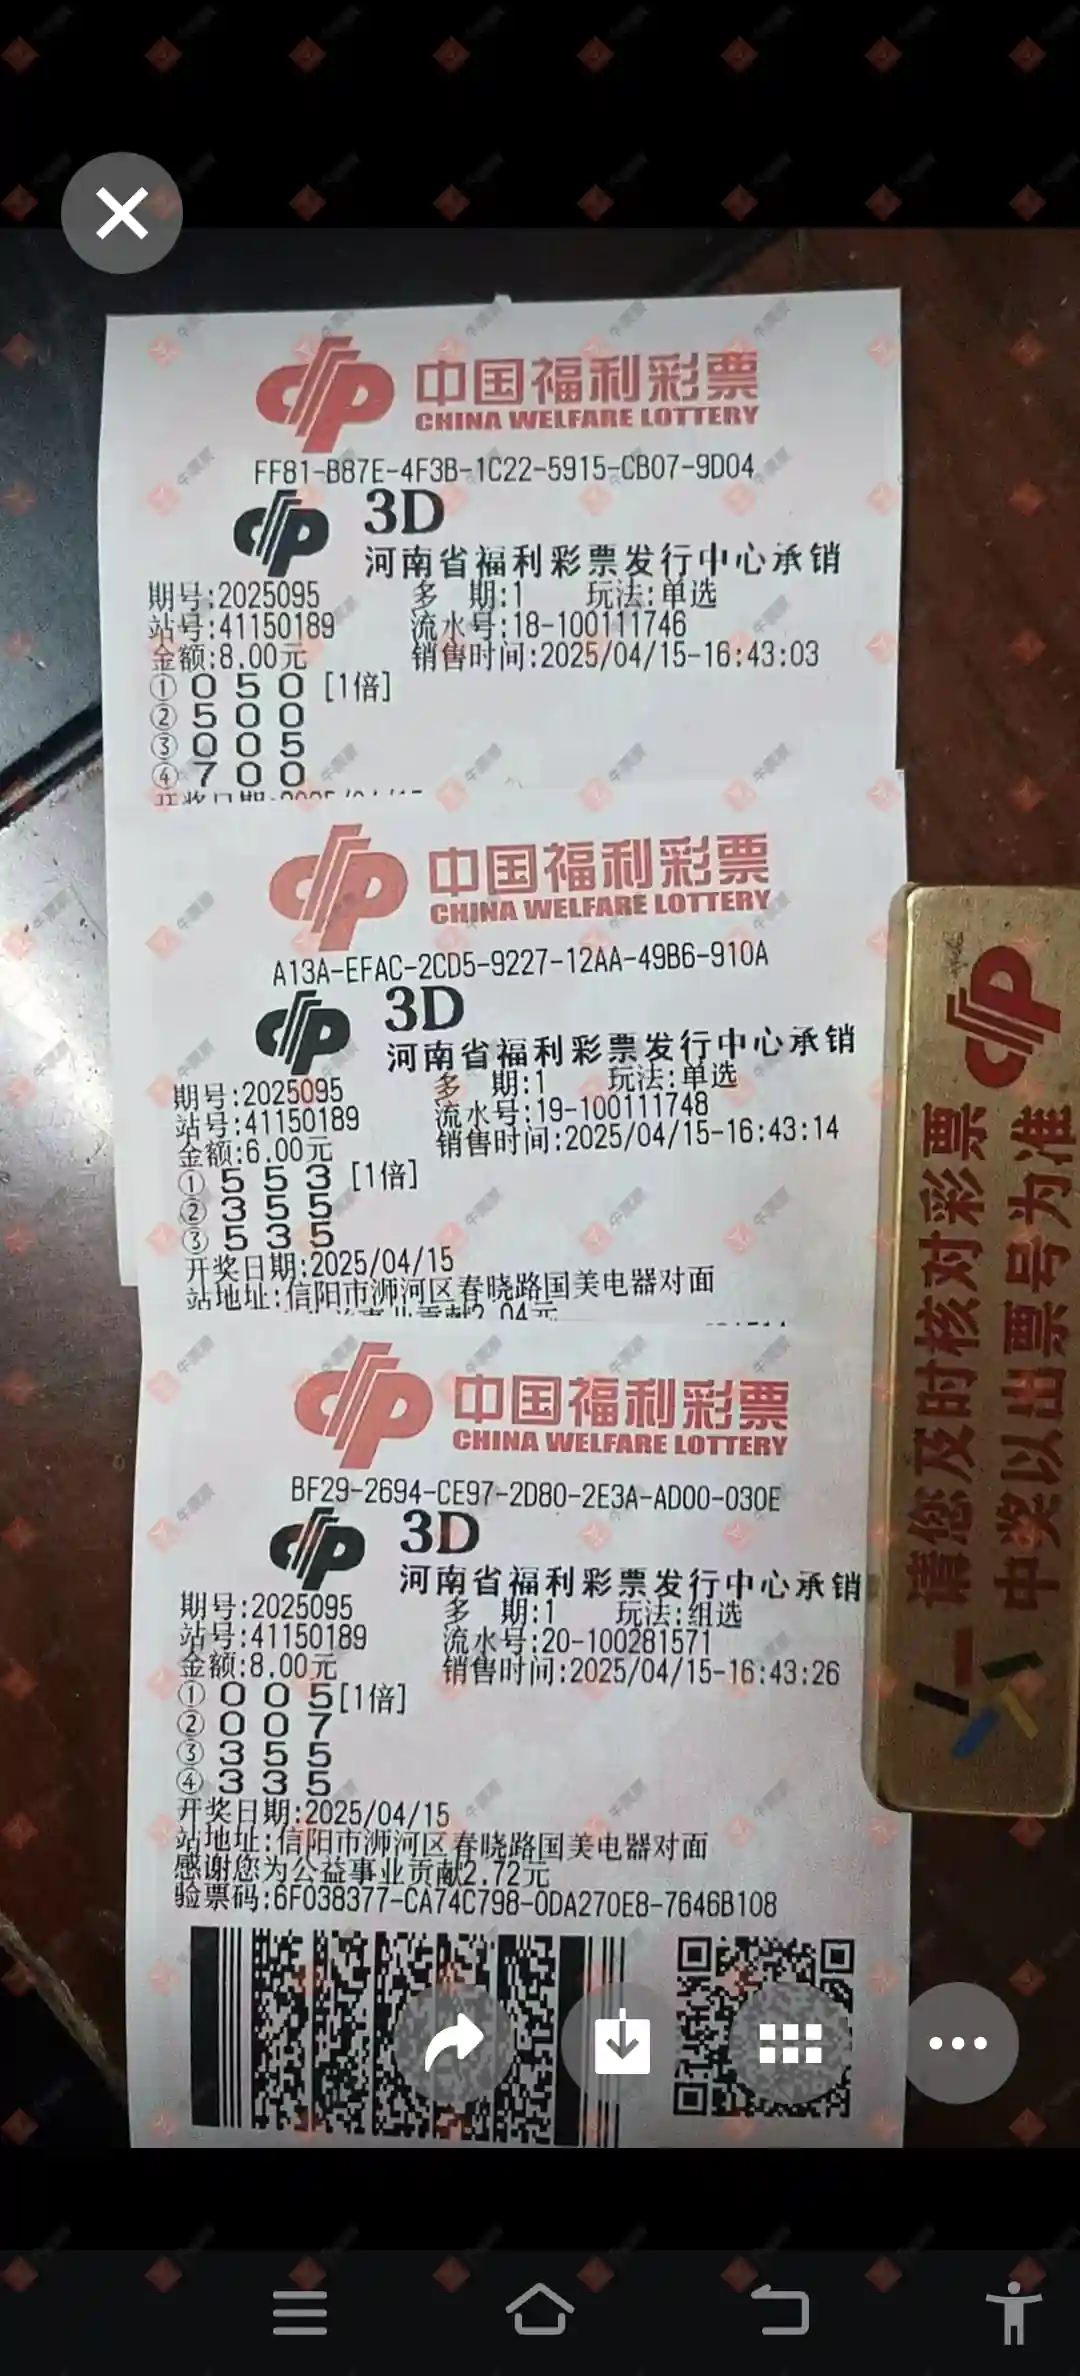 中国福利彩票
CHINA WELFARE LOTTERY
FF81-B87E-4F3B-1C22-5915-CB07-9D04
3D
河南省福利彩票发行中心承销
期号:2025095 多 期:1 玩法:单选
站号:41150189 流水号:18-100111746
金额:8.00元 销售时间:2025/04/15-16:43:03
① 0 5 0 [1倍]
② 5 0 0
③ 0 0 5
④ 7 0 0
开奖日期:2025/04/15
中国福利彩票
CHINA WELFARE LOTTERY
A13A-EFAC-2CD5-9227-12AA-49B6-910A
3D
河南省福利彩票发行中心承销
期号:2025095 多 期:1 玩法:单选
站号:41150189 流水号:19-100111748
金额:6.00元 销售时间:2025/04/15-16:43:14
① 5 5 3 [1倍]
② 3 5 5
③ 5 3 5
开奖日期:2025/04/15
站地址:信阳市浉河区春晓路国美电器对面
益事业贡献2.04元
中国福利彩票
CHINA WELFARE LOTTERY
BF29-2694-CE97-2D80-2E3A-AD00-030E
3D
河南省福利彩票发行中心承销
期号:2025095 多 期:1 玩法:组选
站号:41150189 流水号:20-100281571
金额:8.00元 销售时间:2025/04/15-16:43:26
① 0 0 5[1倍]
② 0 0 7
③ 3 5 5
④ 3 3 5
开奖日期:2025/04/15
站地址:信阳市浉河区春晓路国美电器对面
感谢您为公益事业贡献2.72元
验票码:6F038377-CA74C798-0DA270E8-7646B108
请您及时核对彩票
中奖以出票号为准